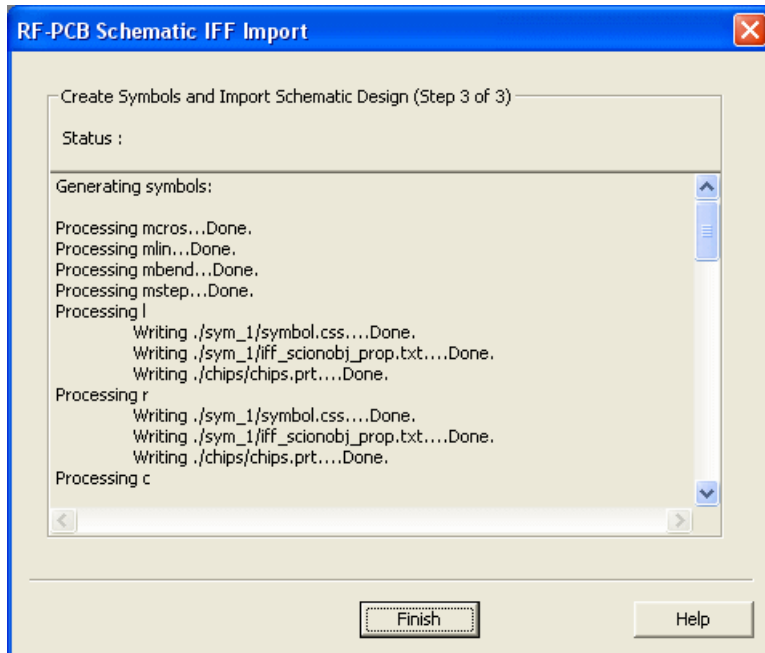 RF-PCB Schematic IFF Import
Create Symbols and Import Schematic Design (Step 3 of 3)
Status :
Generating symbols:
Processing mcros...Done.
Processing mlin...Done.
Processing mbend...Done.
Processing mstep...Done.
Processing l
Writing ./sym_1/symbol.css....Done.
Writing ./sym_1/iff_scionobj_prop.txt....Done.
Writing ./chips/chips.prt....Done.
Processing r
Writing ./sym_1/symbol.css....Done.
Writing ./sym_1/iff_scionobj_prop.txt....Done.
Writing ./chips/chips.prt....Done.
Processing c
Finish
Help